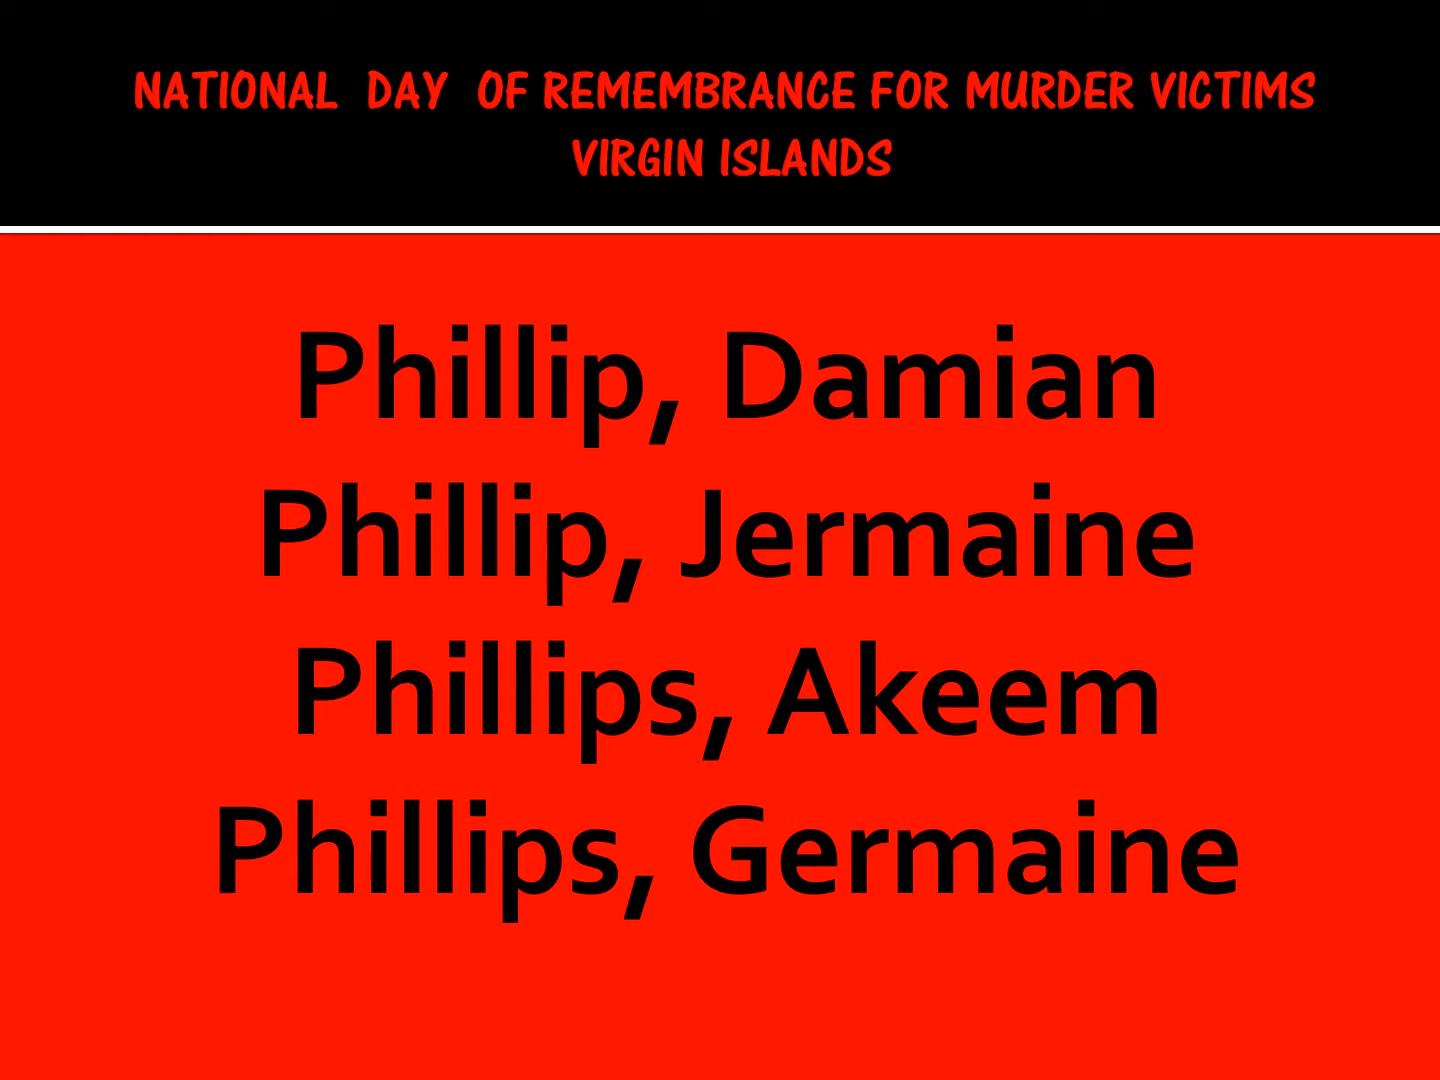 NATIONAL DAY OF REMEMBRANCE FOR MURDER VICTIMS
VIRGIN ISLANDS
Phillip, Damian
Phillip, Jermaine
Phillips, Akeem
Phillips, Germaine